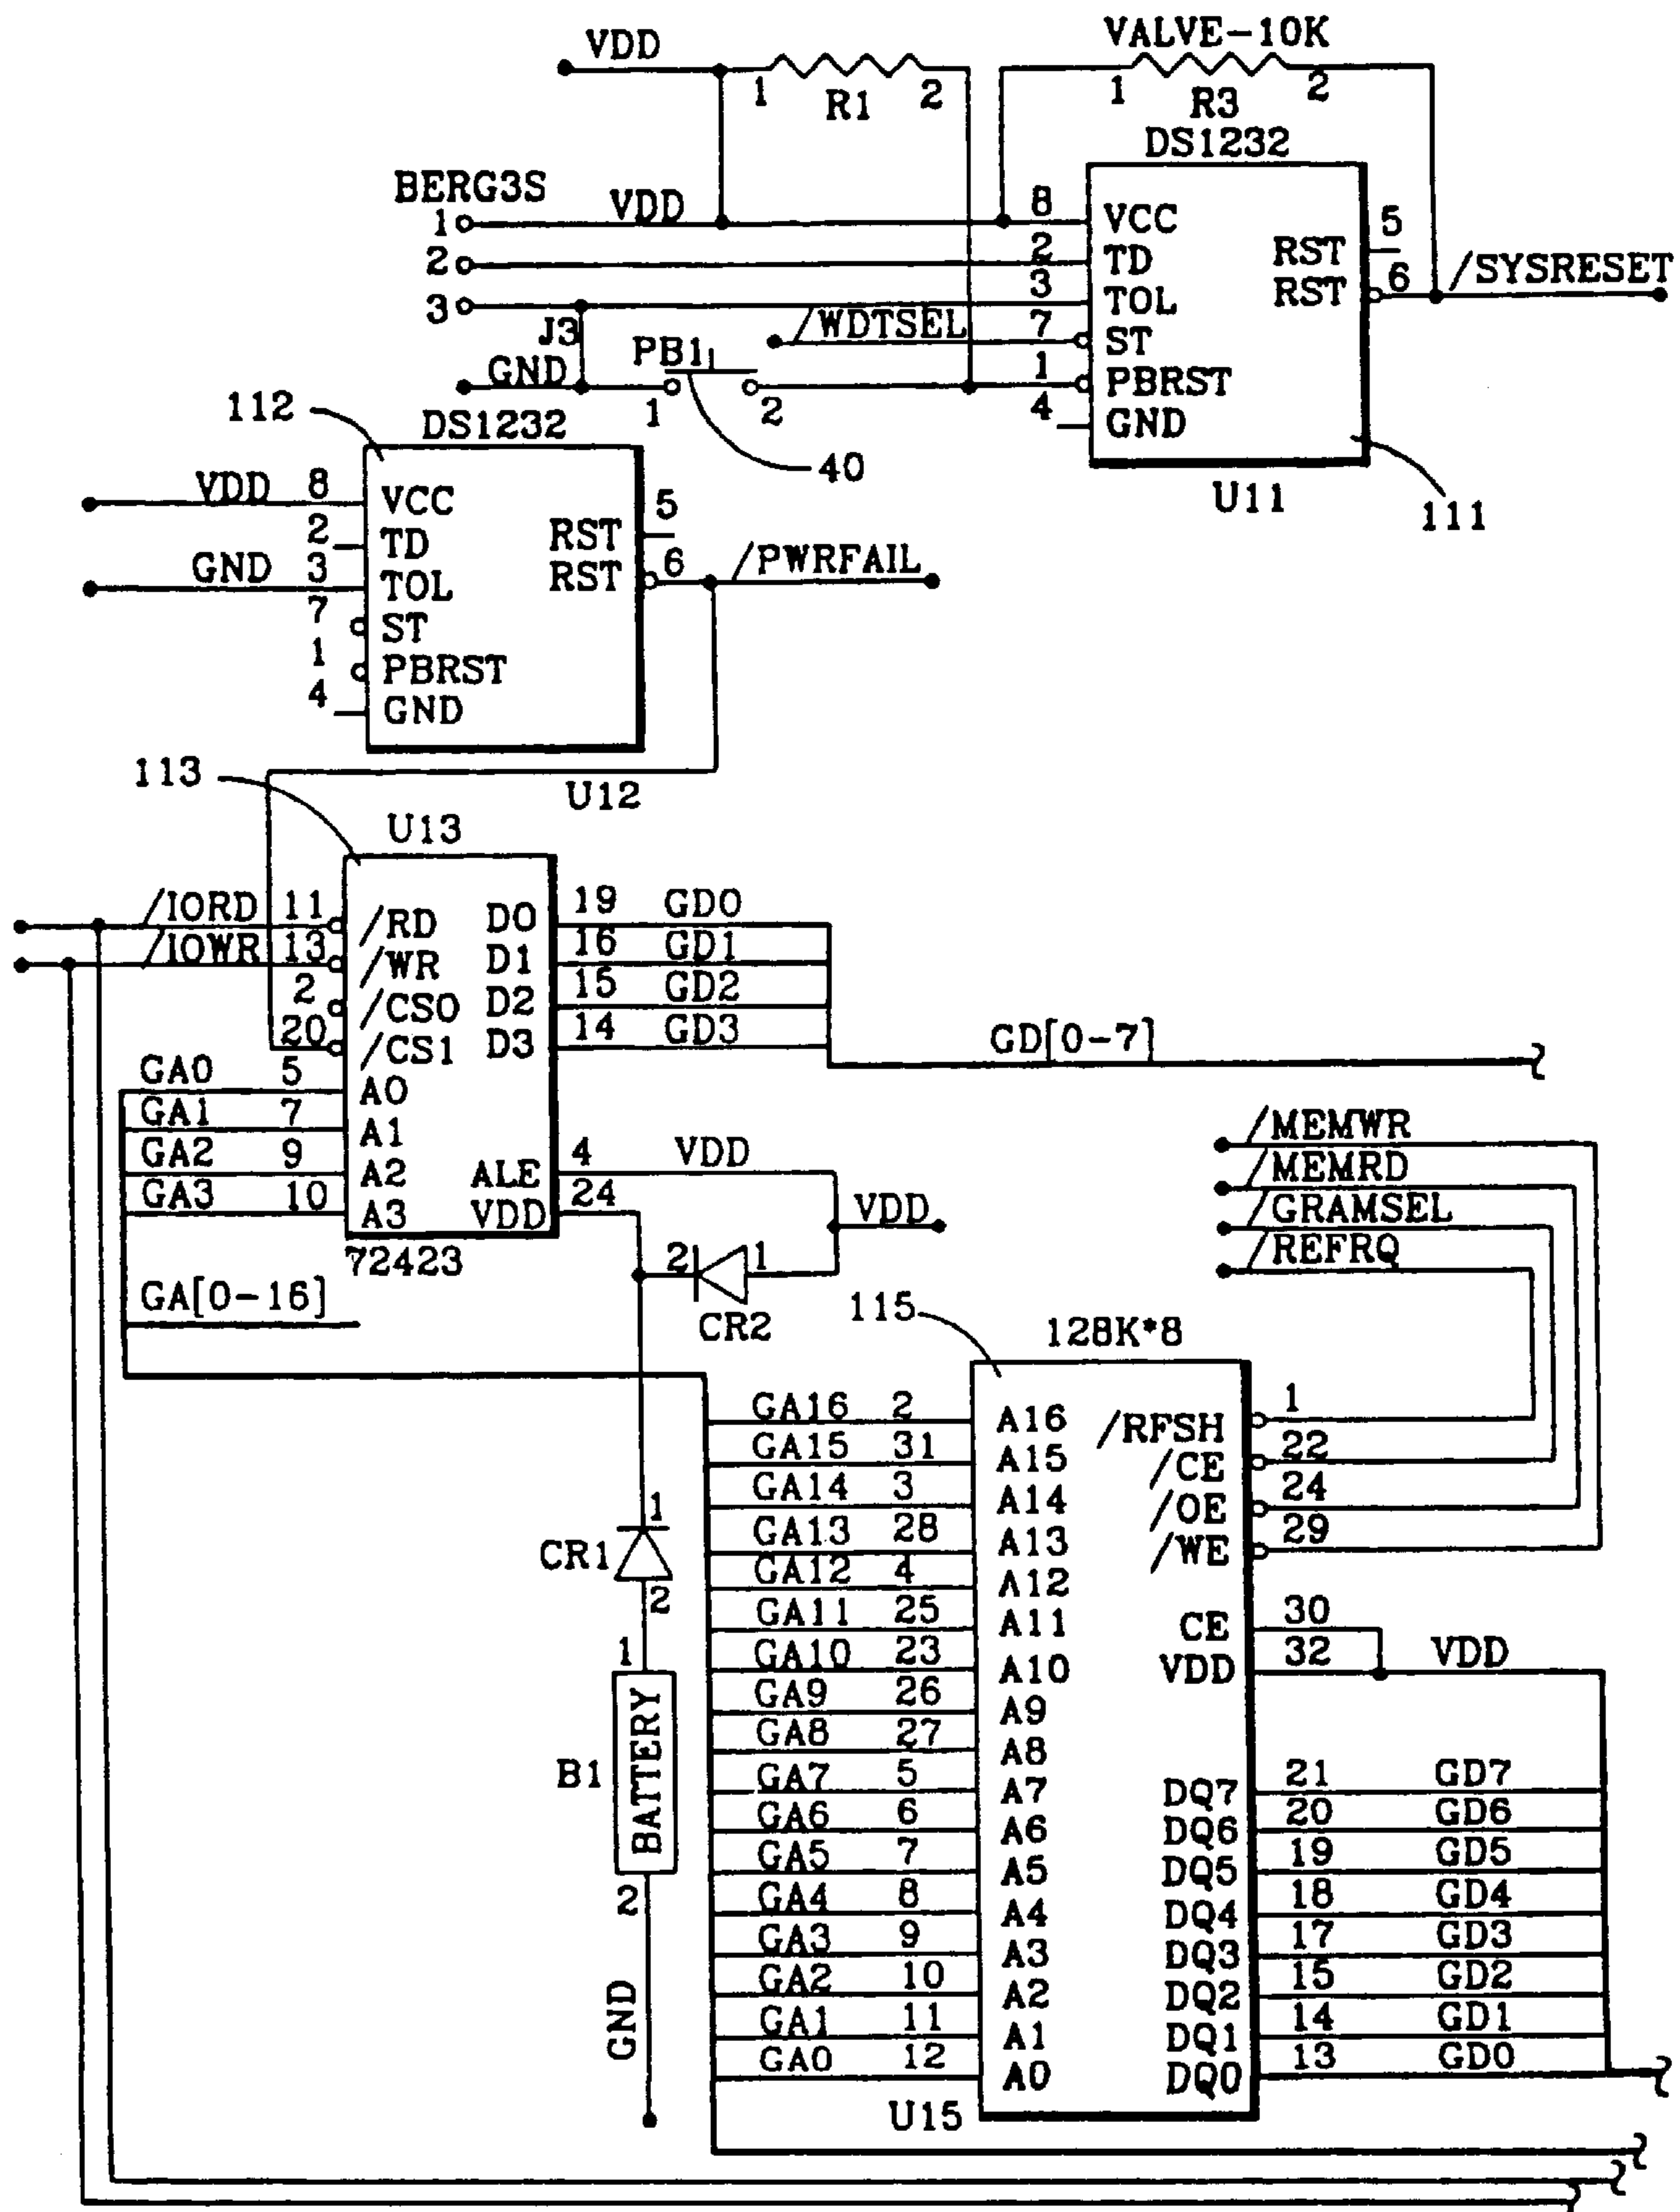 VDD
VALVE-10K
1 R1 2
1 R3 2
DS1232
BERG3S
1 VDD 8 VCC
2 2 TD RST 5
3 3 TOL RST 6 /SYSRESET
J3 /WDTSEL 7 ST
GND PB1 1 PBRST
1 2 4 GND
40
U11
111
112
DS1232
VDD 8 VCC
2 TD RST 5
GND 3 TOL RST 6 /PWRFAIL
7 ST
1 PBRST
4 GND
U12
113
U13
/IORD 11 /RD D0 19 GD0
/IOWR 13 /WR D1 16 GD1
2 /CS0 D2 15 GD2
20 /CS1 D3 14 GD3
GD[0-7]
GA0 5 A0
GA1 7 A1
GA2 9 A2 ALE 4 VDD
GA3 10 A3 VDD 24
VDD
72423
2 1
CR2
GA[0-16]
/MEMWR
/MEMRD
/GRAMSEL
/REFRQ
115
128K*8
GA16 2 A16 /RFSH 1
GA15 31 A15 /CE 22
GA14 3 A14 /OE 24
GA13 28 A13 /WE 29
GA12 4 A12
GA11 25 A11 CE 30
GA10 23 A10 VDD 32 VDD
GA9 26 A9
GA8 27 A8
GA7 5 A7 DQ7 21 GD7
GA6 6 A6 DQ6 20 GD6
GA5 7 A5 DQ5 19 GD5
GA4 8 A4 DQ4 18 GD4
GA3 9 A3 DQ3 17 GD3
GA2 10 A2 DQ2 15 GD2
GA1 11 A1 DQ1 14 GD1
GA0 12 A0 DQ0 13 GD0
U15
1
CR1
2
1
B1 BATTERY
2
GND